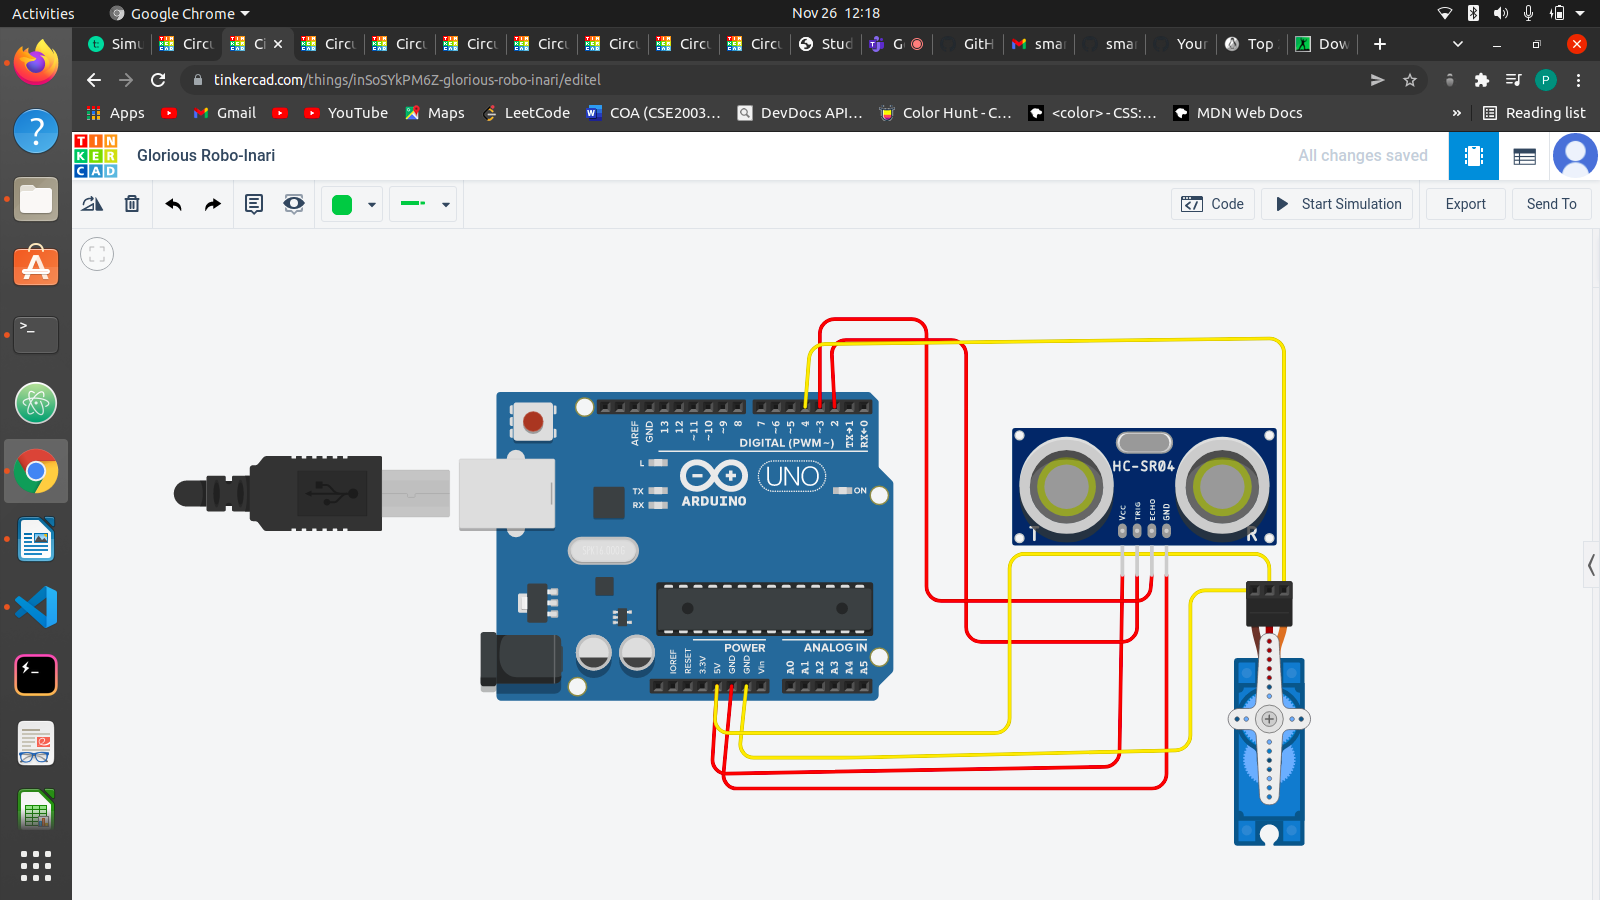 Activities
Google Chrome
Nov 26 12:18
Simu
Circu
Ci
Circu
Circu
Circu
Circu
Circu
Circu
Circu
Stud
GitH
smar
smar
Your
Top
Dow
tinkercad.com/things/inSoSYkPM6Z-glorious-robo-inari/editel
P
Apps
Gmail
YouTube
Maps
LeetCode
COA (CSE2003...
DevDocs API...
Color Hunt - C...
<color> - CSS:...
MDN Web Docs
»
Reading list
TIN
KER
CAD
Glorious Robo-Inari
All changes saved
Code
Start Simulation
Export
Send To
AREF
GND
13
12
~11
~10
~9
8
7
~6
~5
4
~3
2
TX→1
RX←0
DIGITAL (PWM~)
L
TX
RX
ARDUINO
UNO
ON
HC-SR04
Vcc
TRIG
ECHO
GND
T
R
POWER
ANALOG IN
IOREF
RESET
3.3V
5V
GND
GND
Vin
A0
A1
A2
A3
A4
A5